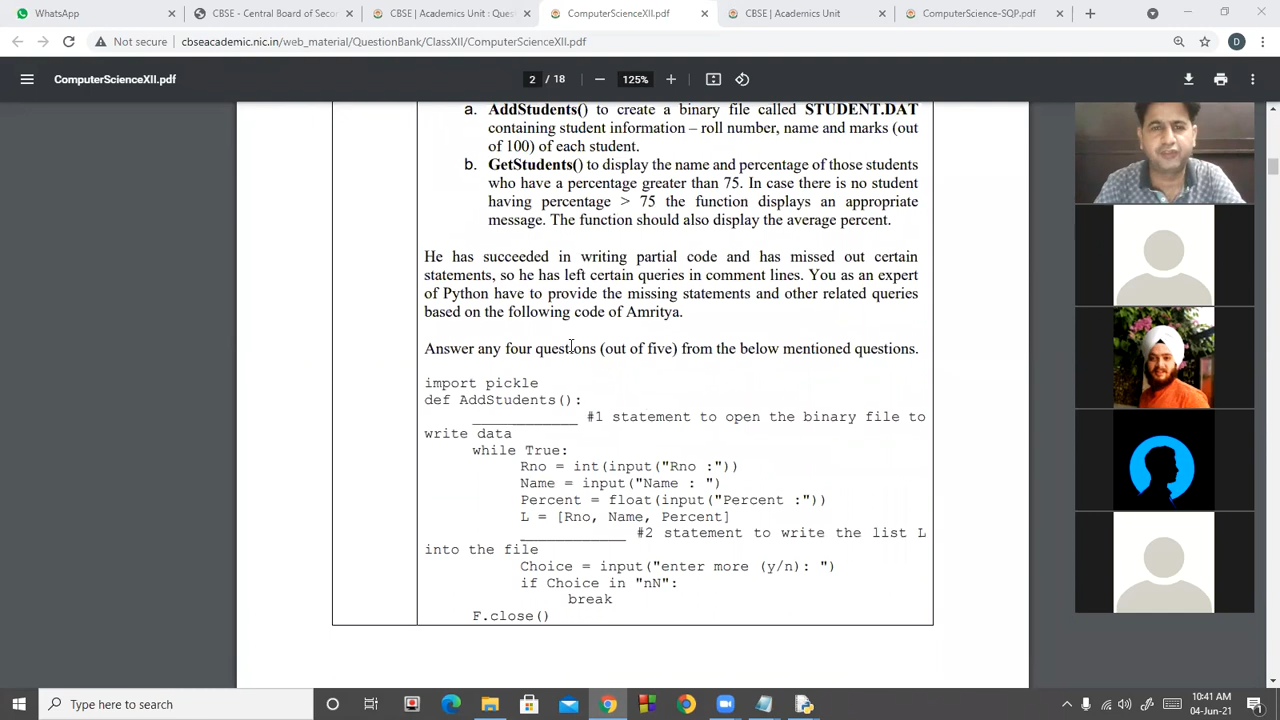 WhatsApp
CBSE - Central Board of Secon
CBSE | Academics Unit : Quest
ComputerScienceXII.pdf
CBSE | Academics Unit
ComputerScience-SQP.pdf
Not secure
cbseacademic.nic.in/web_material/QuestionBank/ClassXII/ComputerScienceXII.pdf
D
ComputerScienceXII.pdf
2 / 18
125%
a. AddStudents() to create a binary file called STUDENT.DAT
containing student information – roll number, name and marks (out
of 100) of each student.
b. GetStudents() to display the name and percentage of those students
who have a percentage greater than 75. In case there is no student
having percentage > 75 the function displays an appropriate
message. The function should also display the average percent.
He has succeeded in writing partial code and has missed out certain
statements, so he has left certain queries in comment lines. You as an expert
of Python have to provide the missing statements and other related queries
based on the following code of Amritya.
Answer any four questions (out of five) from the below mentioned questions.
import pickle
def AddStudents():
____________ #1 statement to open the binary file to
write data
while True:
Rno = int(input("Rno :"))
Name = input("Name : ")
Percent = float(input("Percent :"))
L = [Rno, Name, Percent]
____________ #2 statement to write the list L
into the file
Choice = input("enter more (y/n): ")
if Choice in "nN":
break
F.close()
Type here to search
10:41 AM
04-Jun-21